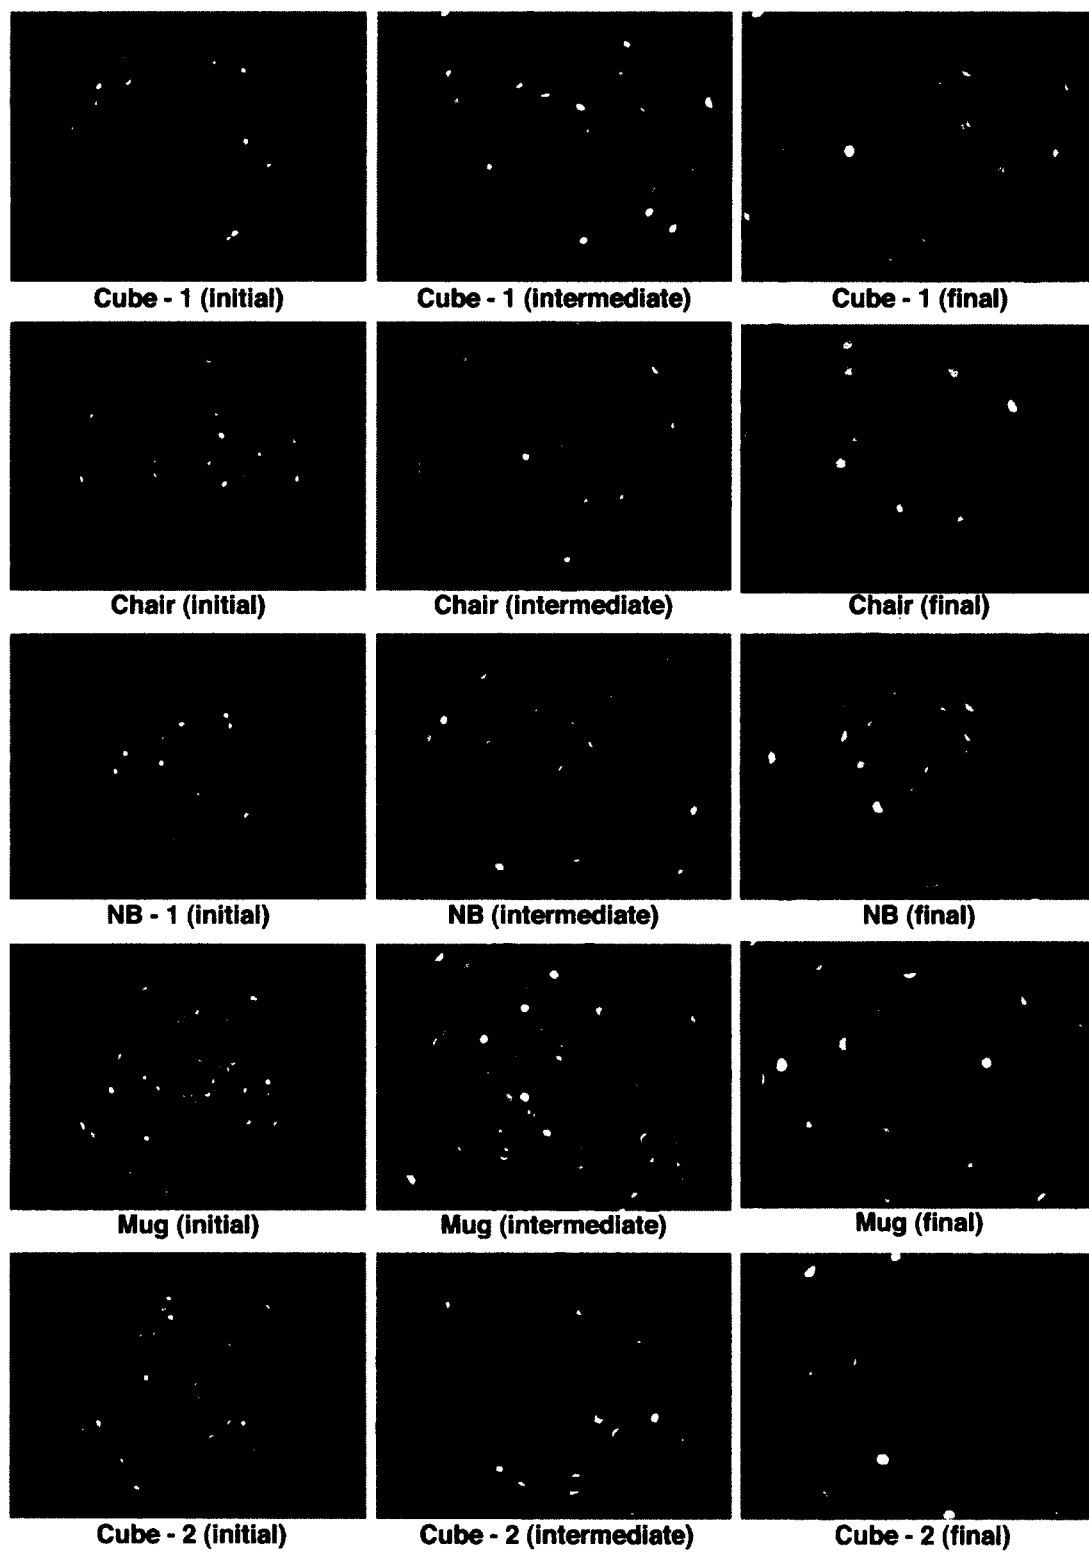 Cube - 1 (initial) Cube - 1 (intermediate) Cube - 1 (final)
Chair (initial) Chair (intermediate) Chair (final)
NB - 1 (initial) NB (intermediate) NB (final)
Mug (initial) Mug (intermediate) Mug (final)
Cube - 2 (initial) Cube - 2 (intermediate) Cube - 2 (final)